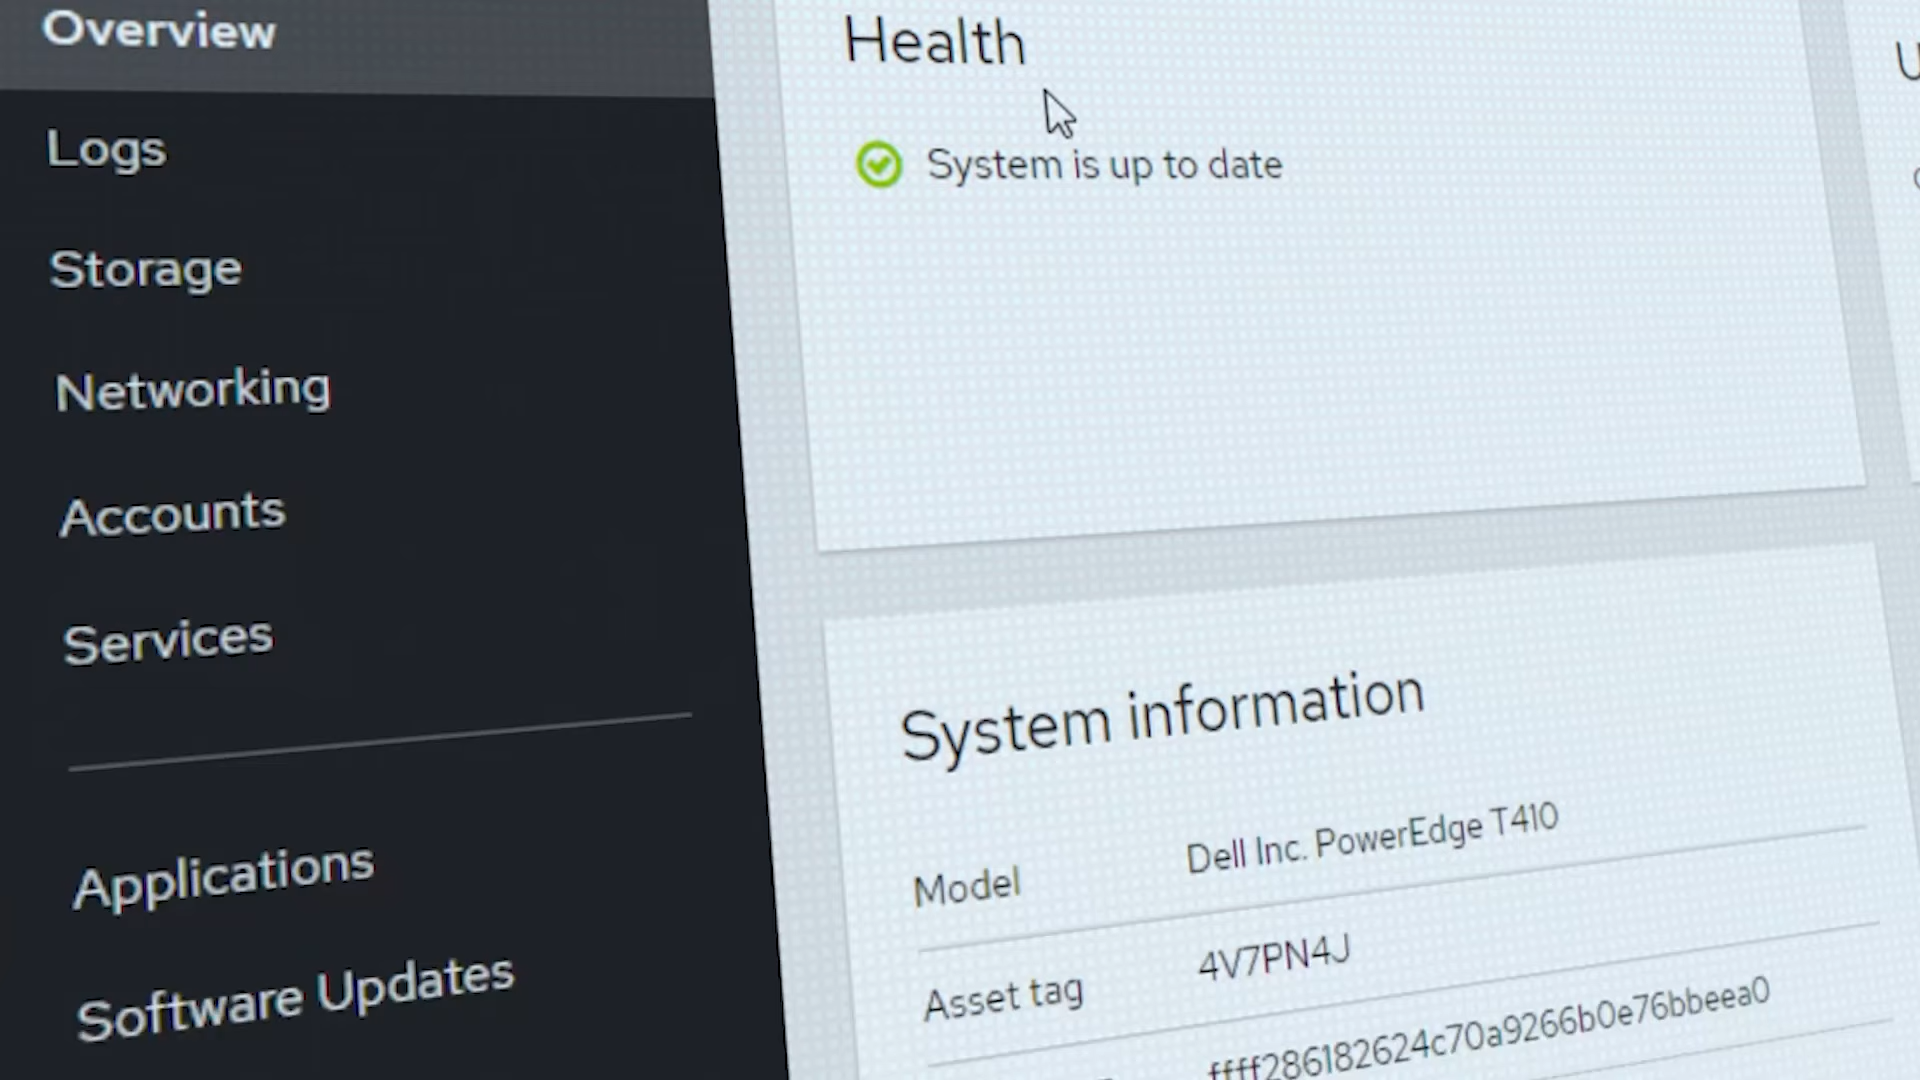 Overview
Logs
Storage
Networking
Accounts
Services
Applications
Software Updates
Health
System is up to date
System information
Model Dell Inc. PowerEdge T410
Asset tag 4V7PN4J
ffff286182624c70a9266b0e76bbeea0